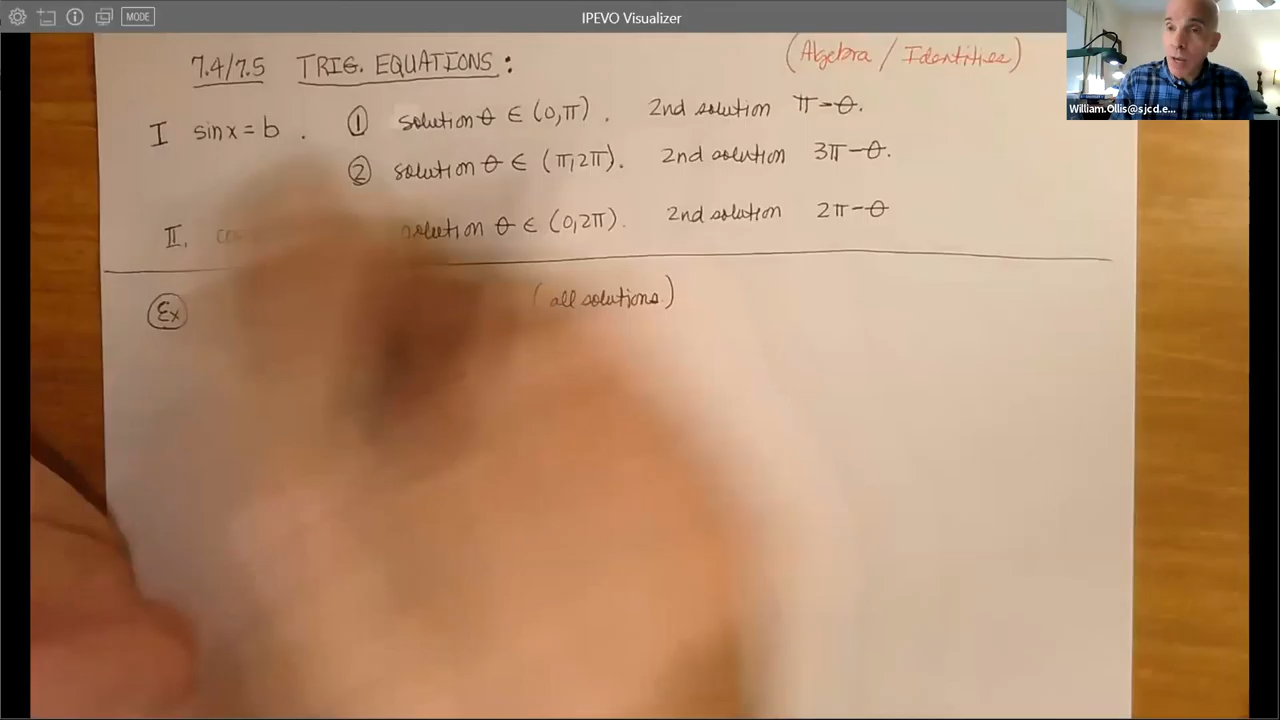 MODE
IPEVO Visualizer
William.Ollis@sjcd.e...
7.4/7.5 TRIG. EQUATIONS:
(Algebra / Identities)
I sin x = b . ① solution θ ∈ (0,π) . 2nd solution π-θ.
② solution θ ∈ (π,2π). 2nd solution 3π-θ.
II. solution θ ∈ (0,2π). 2nd solution 2π-θ
Ex (all solutions)